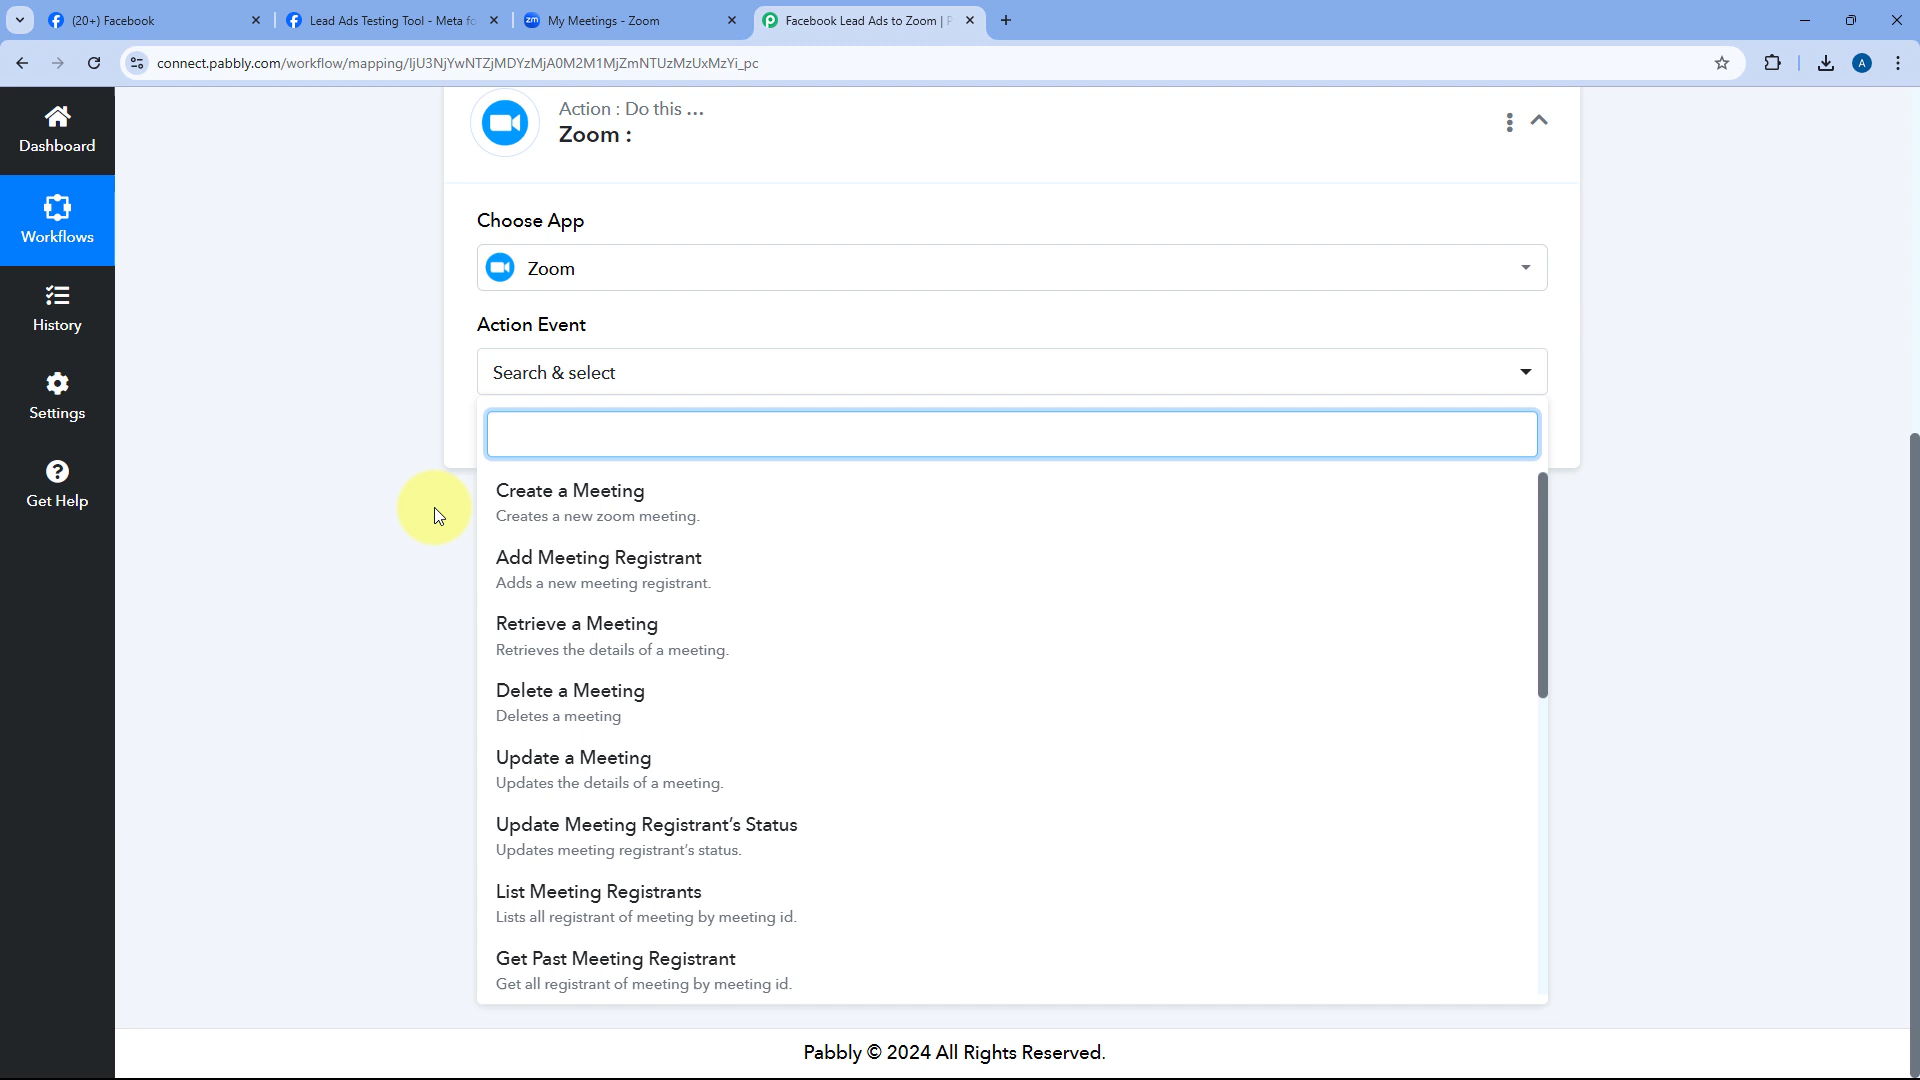 (20+) Facebook
Lead Ads Testing Tool - Meta fo
zm My Meetings - Zoom
Facebook Lead Ads to Zoom | P
connect.pabbly.com/workflow/mapping/IjU3NjYwNTZjMDYzMjA0M2M1MjZmNTUzMzUxMzYi_pc
A
Dashboard
Workflows
History
Settings
Get Help
Action : Do this ...
Zoom :
Choose App
Zoom
Action Event
Search & select
Create a Meeting
Creates a new zoom meeting.
Add Meeting Registrant
Adds a new meeting registrant.
Retrieve a Meeting
Retrieves the details of a meeting.
Delete a Meeting
Deletes a meeting
Update a Meeting
Updates the details of a meeting.
Update Meeting Registrant's Status
Updates meeting registrant's status.
List Meeting Registrants
Lists all registrant of meeting by meeting id.
Get Past Meeting Registrant
Get all registrant of meeting by meeting id.
Pabbly © 2024 All Rights Reserved.